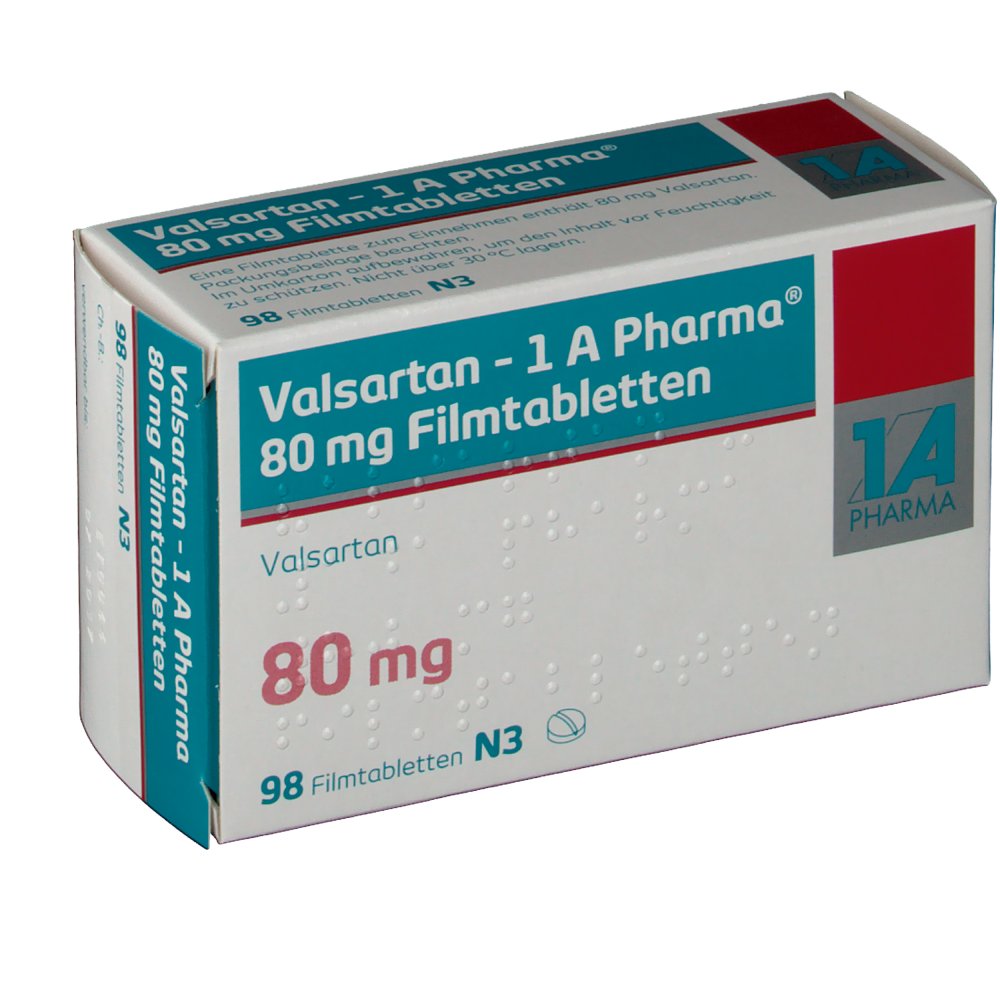 Valsartan - 1 A Pharma®
80 mg Filmtabletten
Eine Filmtablette zum Einnehmen enthält 80 mg Valsartan.
Packungsbeilage beachten.
Im Umkarton aufbewahren, um den Inhalt vor Feuchtigkeit
zu schützen. Nicht über 30 °C lagern.
98 Filmtabletten N3
1A
PHARMA
Valsartan - 1 A Pharma®
80 mg Filmtabletten
Valsartan
80 mg
98 Filmtabletten N3
1A
PHARMA
Valsartan - 1 A Pharma
80 mg Filmtabletten
98 Filmtabletten N3
Ch.-B.:
verwendbar bis: